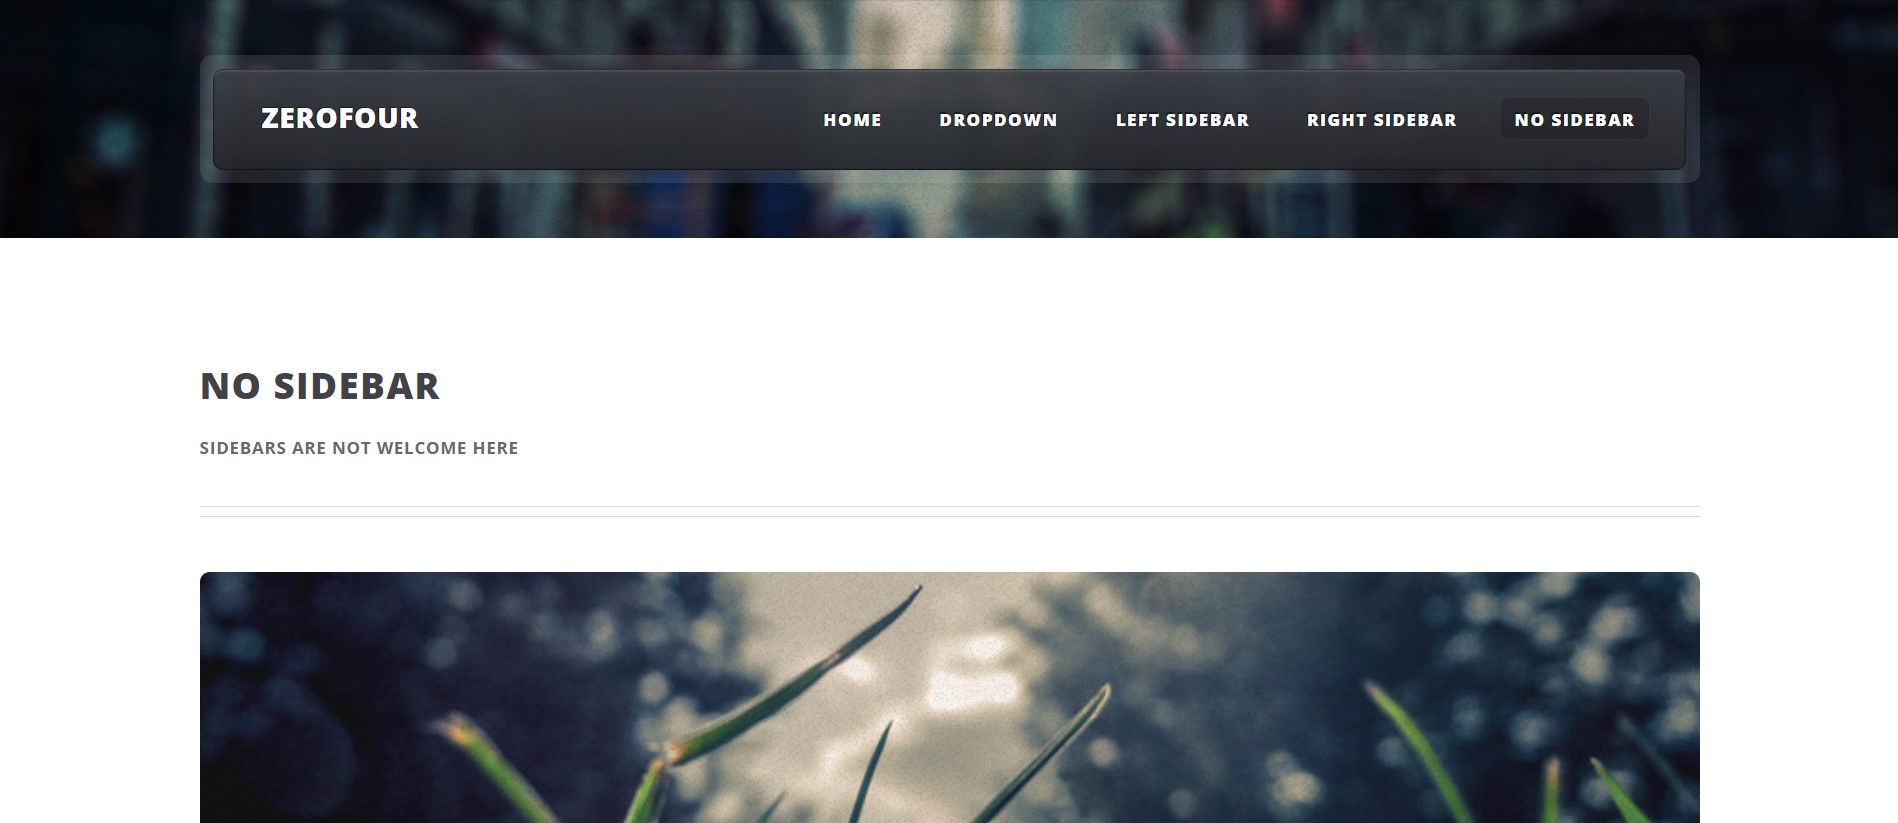 ZEROFOUR
HOME DROPDOWN LEFT SIDEBAR RIGHT SIDEBAR NO SIDEBAR
NO SIDEBAR
SIDEBARS ARE NOT WELCOME HERE